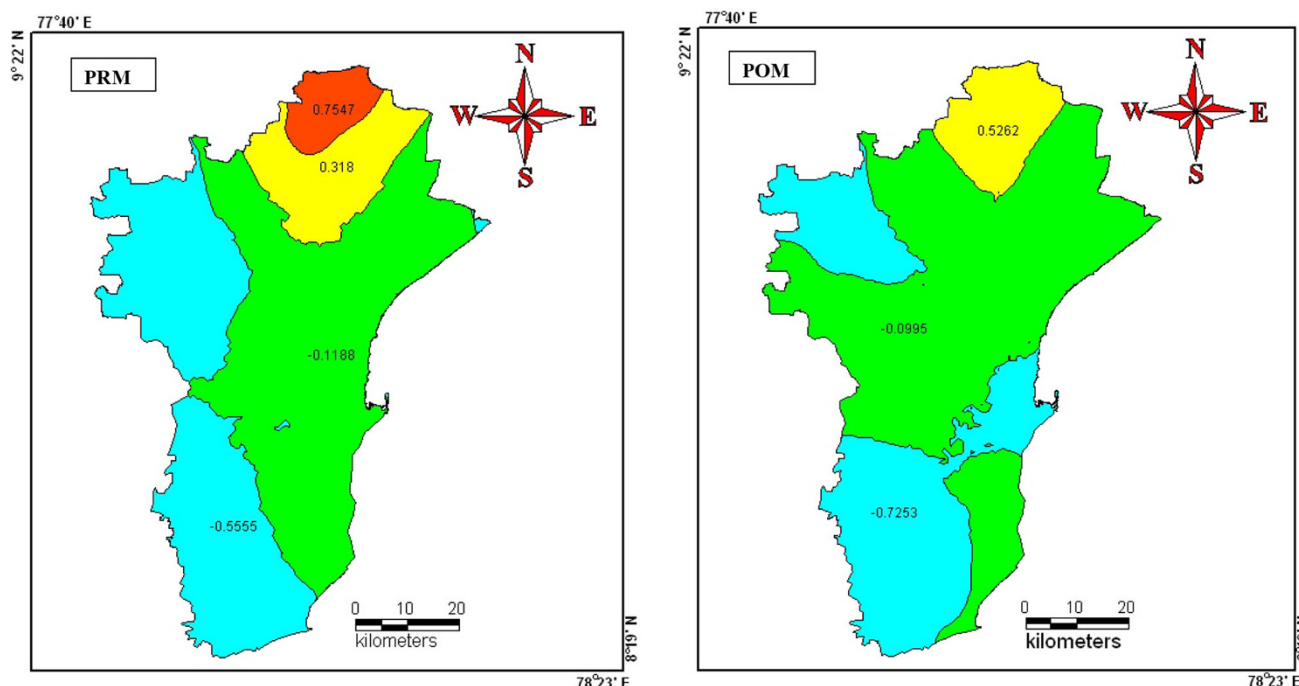 77°40' E
9°22' N
PRM
N
W
E
S
0.7547
0.318
-0.1188
-0.5555
0 10 20
kilometers
8°19' N
78°23' E
77°40' E
9°22' N
POM
N
W
E
S
0.5262
-0.0995
-0.7253
0 10 20
kilometers
78°23' E